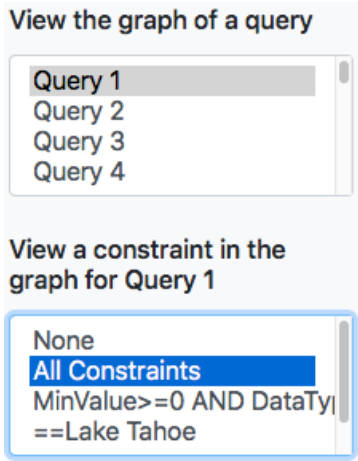 View the graph of a query
Query 1
Query 2
Query 3
Query 4
View a constraint in the
graph for Query 1
None
All Constraints
MinValue>=0 AND DataTy
==Lake Tahoe